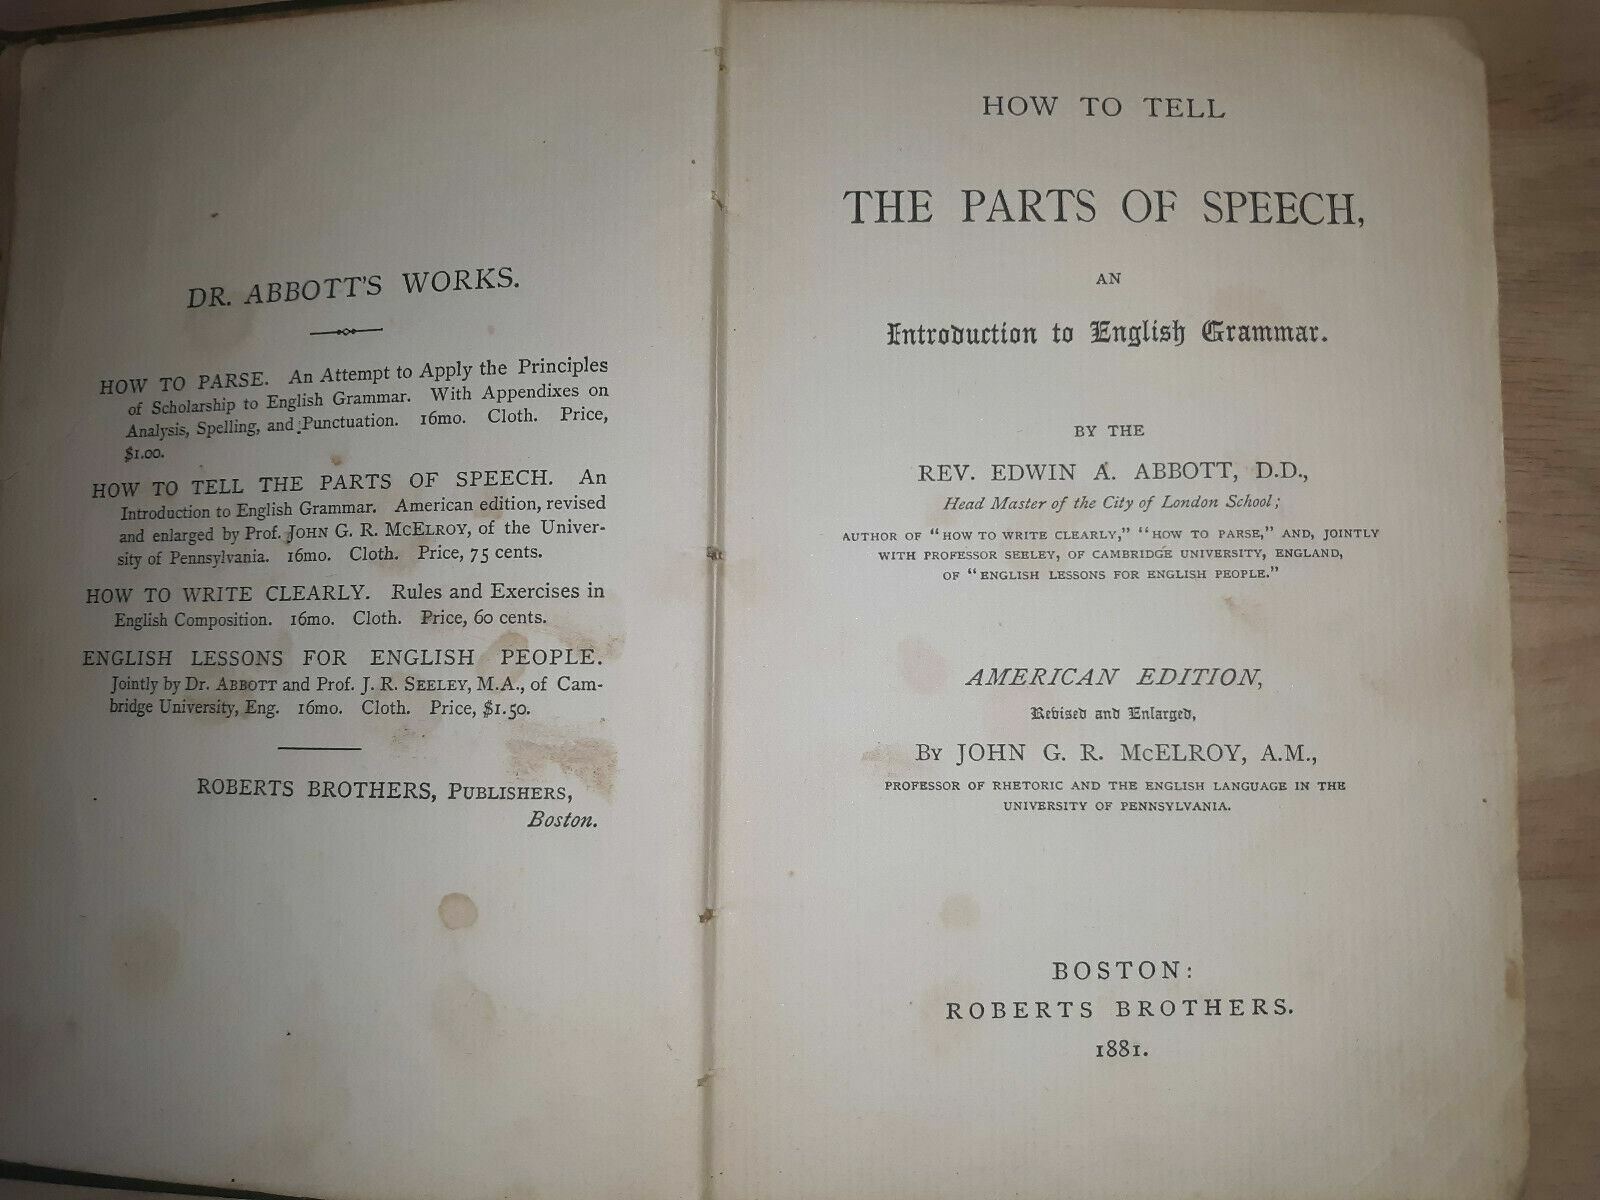 DR. ABBOTT'S WORKS.
HOW TO PARSE. An Attempt to Apply the Principles
of Scholarship to English Grammar. With Appendixes on
Analysis, Spelling, and Punctuation. 16mo. Cloth. Price,
$1.00.
HOW TO TELL THE PARTS OF SPEECH. An
Introduction to English Grammar. American edition, revised
and enlarged by Prof. JOHN G. R. McELROY, of the Univer-
sity of Pennsylvania. 16mo. Cloth. Price, 75 cents.
HOW TO WRITE CLEARLY. Rules and Exercises in
English Composition. 16mo. Cloth. Price, 60 cents.
ENGLISH LESSONS FOR ENGLISH PEOPLE.
Jointly by Dr. ABBOTT and Prof. J. R. SEELEY, M.A., of Cam-
bridge University, Eng. 16mo. Cloth. Price, $1.50.
ROBERTS BROTHERS, PUBLISHERS,
Boston.
HOW TO TELL
THE PARTS OF SPEECH,
AN
Introduction to English Grammar.
BY THE
REV. EDWIN A. ABBOTT, D.D.,
Head Master of the City of London School;
AUTHOR OF "HOW TO WRITE CLEARLY," "HOW TO PARSE," AND, JOINTLY
WITH PROFESSOR SEELEY, OF CAMBRIDGE UNIVERSITY, ENGLAND,
OF "ENGLISH LESSONS FOR ENGLISH PEOPLE."
AMERICAN EDITION,
Revised and Enlarged,
BY JOHN G. R. McELROY, A.M.,
PROFESSOR OF RHETORIC AND THE ENGLISH LANGUAGE IN THE
UNIVERSITY OF PENNSYLVANIA.
BOSTON:
ROBERTS BROTHERS.
1881.